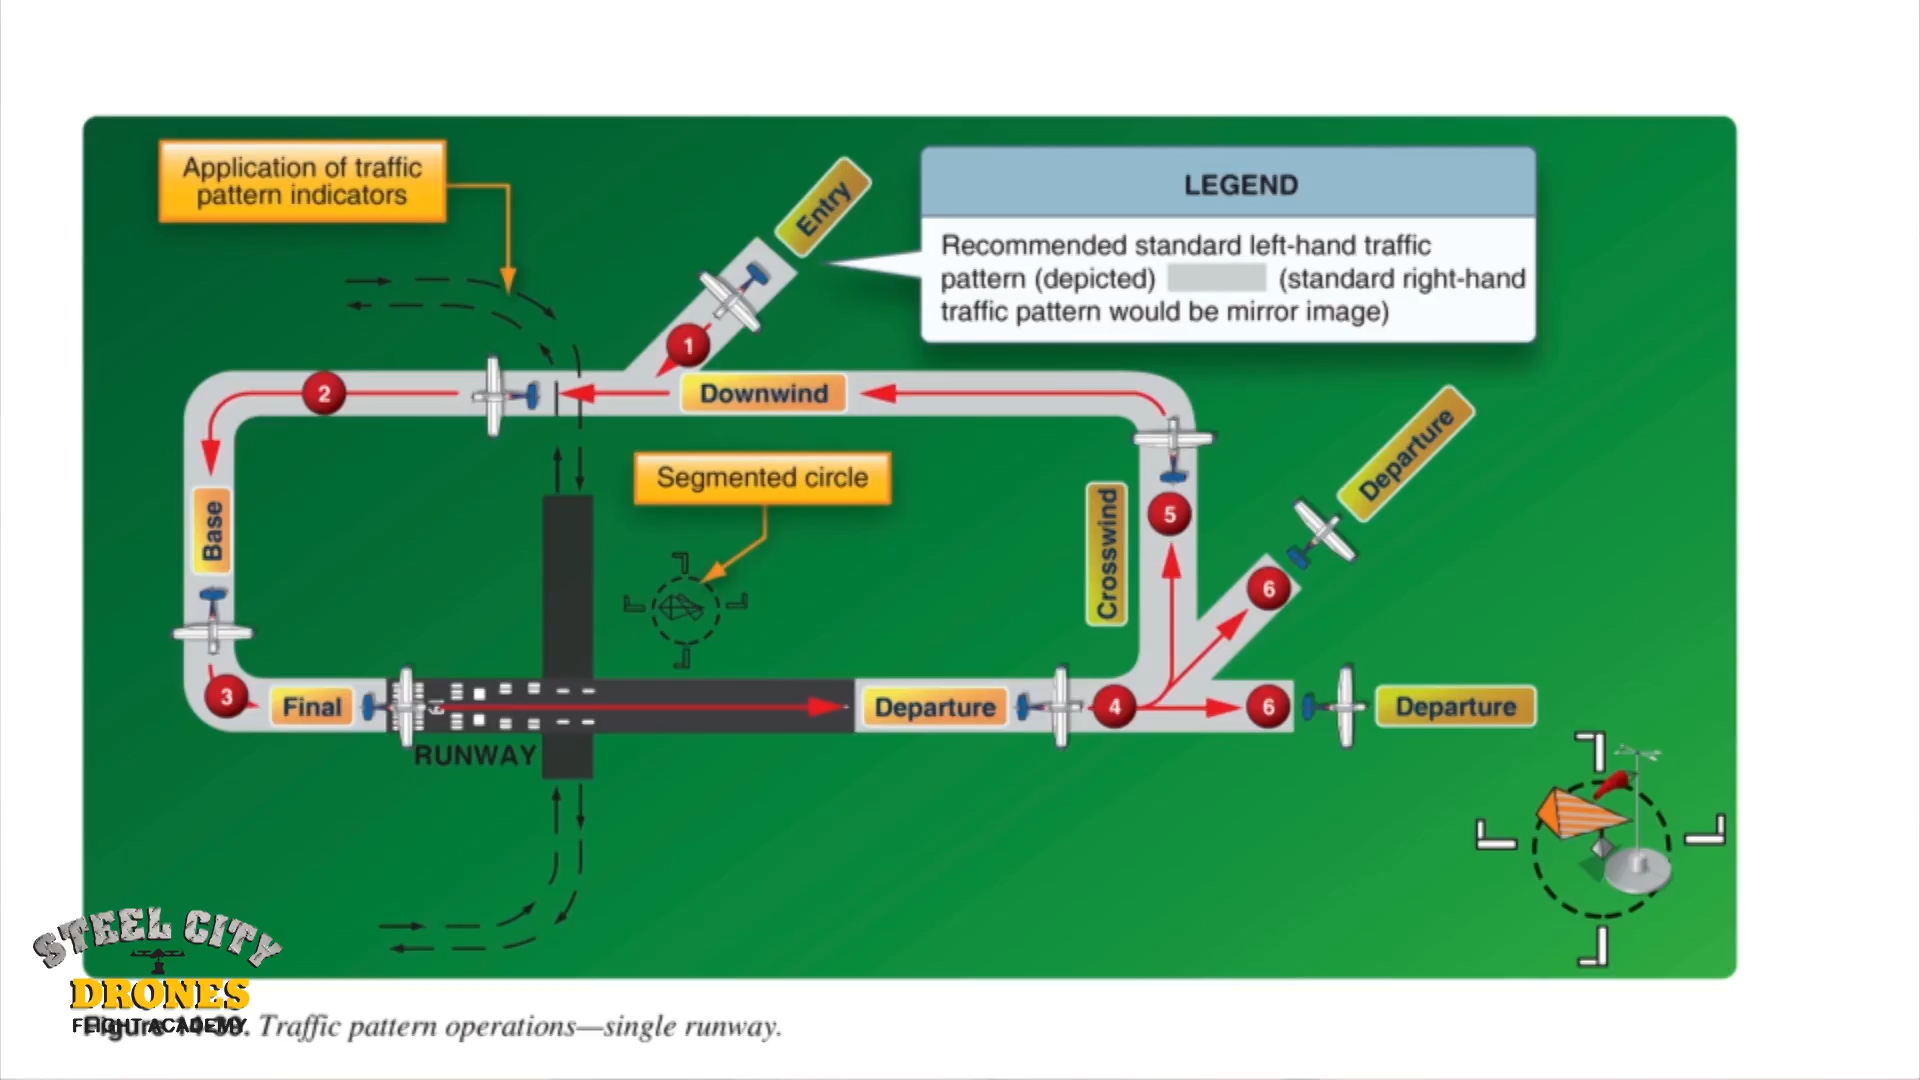 Application of traffic
pattern indicators
Entry
LEGEND
Recommended standard left-hand traffic
pattern (depicted) (standard right-hand
traffic pattern would be mirror image)
1
2
Downwind
Departure
Segmented circle
Base
Crosswind
5
6
3
Final
Departure
4
6
Departure
RUNWAY
STEEL CITY
DRONES
FLIGHT ACADEMY
Traffic pattern operations—single runway.